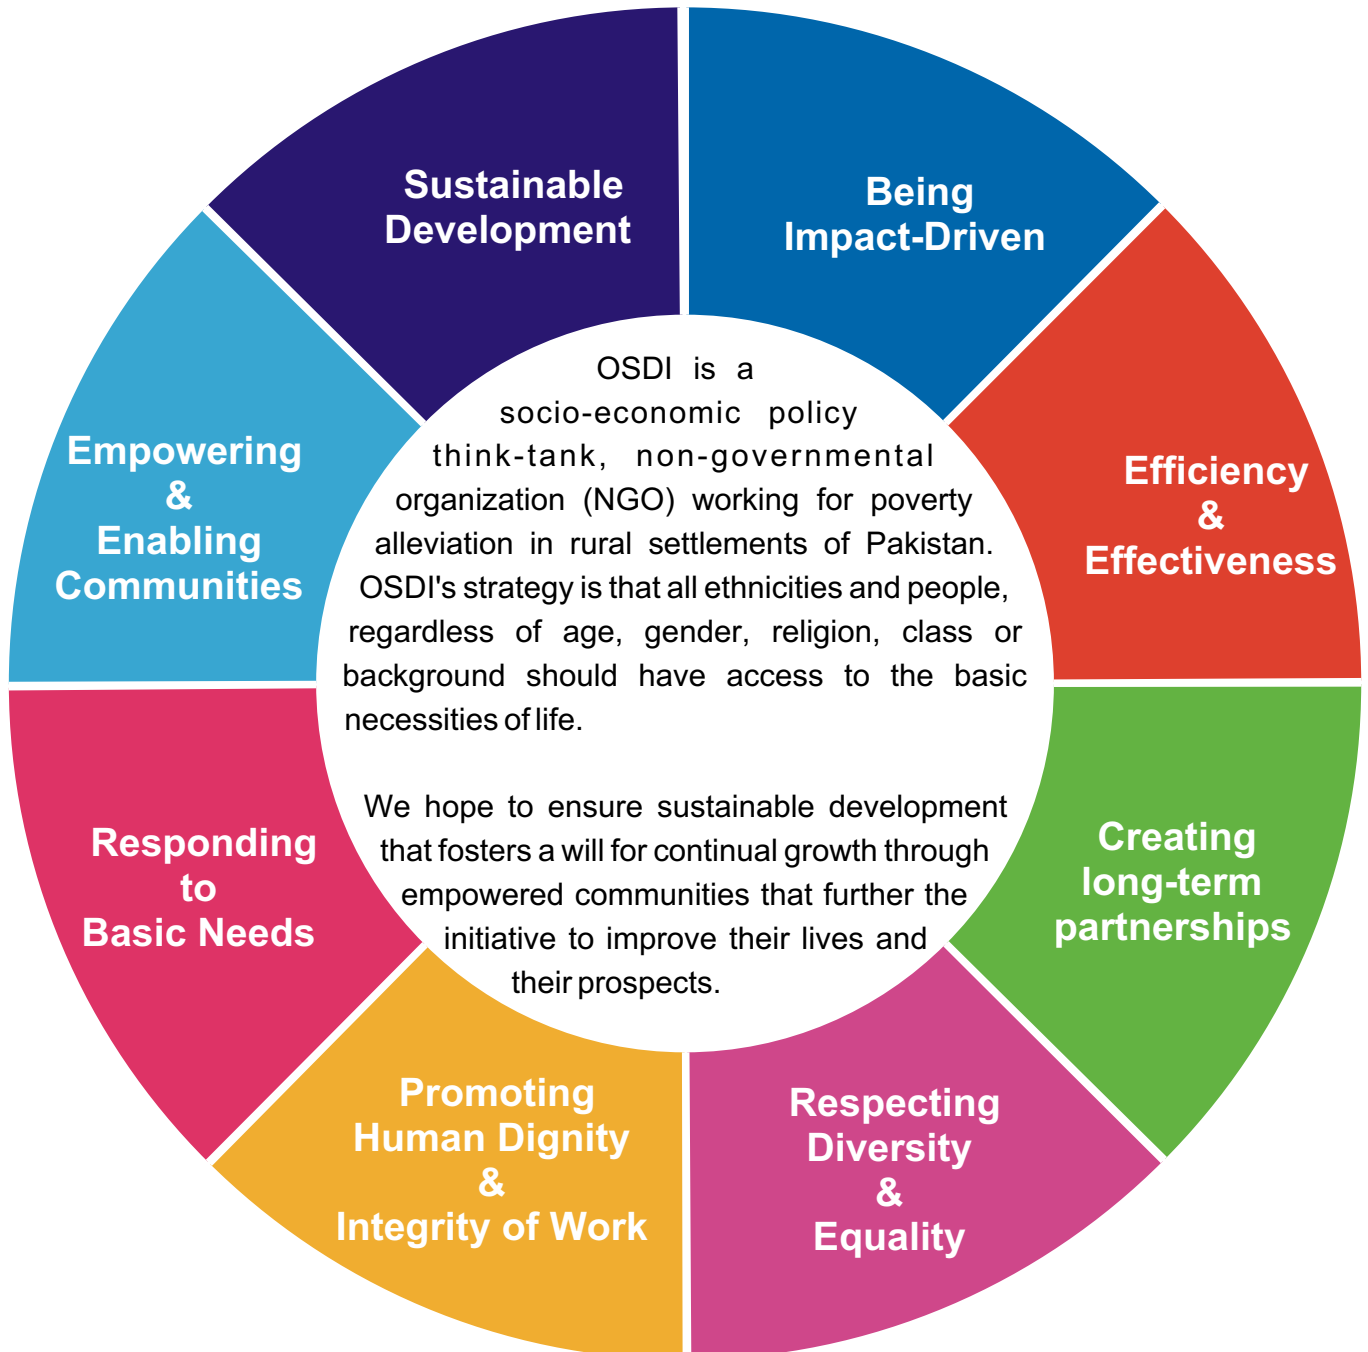 Sustainable
Development
Being
Impact-Driven
Efficiency
&
Effectiveness
Creating
long-term
partnerships
Respecting
Diversity
&
Equality
Promoting
Human Dignity
&
Integrity of Work
Responding
to
Basic Needs
Empowering
&
Enabling
Communities
OSDI is a
socio-economic policy
think-tank, non-governmental
organization (NGO) working for poverty
alleviation in rural settlements of Pakistan.
OSDI's strategy is that all ethnicities and people,
regardless of age, gender, religion, class or
background should have access to the basic
necessities of life.
We hope to ensure sustainable development
that fosters a will for continual growth through
empowered communities that further the
initiative to improve their lives and
their prospects.